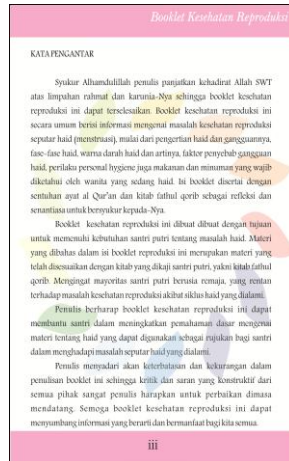 Booklet Kesehatan Reproduksi
KATA PENGANTAR
Syukur Alhamdulillah penulis panjatkan kehadirat Allah SWT
atas limpahan rahmat dan karunia-Nya sehingga booklet kesehatan
reproduksi ini dapat terselesaikan. Booklet kesehatan reproduksi ini
secara umum berisi informasi mengenai masalah kesehatan reproduksi
seputar haid (menstruasi), mulai dari pengertian haid dan gangguannya,
fase-fase haid, warna darah haid dan artinya, faktor penyebab gangguan
haid, perilaku personal hygiene juga makanan dan minuman yang wajib
diketahui oleh wanita yang sedang haid. Isi booklet disertai dengan
sentuhan ayat al Qur'an dan kitab fathul qorib sebagai refleksi dan
senantiasa untuk bersyukur kepada-Nya.
Booklet kesehatan reproduksi ini dibuat dibuat dengan tujuan
untuk memenuhi kebutuhan santri putri tentang masalah haid. Materi
yang dibahas dalam isi booklet reproduksi ini merupakan materi yang
telah disesuaikan dengan kitab yang dikaji santri putri, yakni kitab fathul
qorib. Mengingat mayoritas santri putri berusia remaja, yang rentan
terhadap masalah kesehatan reproduksi akibat siklus haid yang dialami.
Penulis berharap booklet kesehatan reproduksi ini dapat
membantu santri dalam meningkatkan pemahaman dasar mengenai
materi tentang haid yang dapat digunakan sebagai rujukan bagi santri
dalam menghadapi masalah seputar haid yang dialami.
Penulis menyadari akan keterbatasan dan kekurangan dalam
penulisan booklet ini sehingga kritik dan saran yang konstruktif dari
semua pihak sangat penulis harapkan untuk perbaikan dimasa
mendatang. Semoga booklet kesehatan reproduksi ini dapat
menyumbang informasi yang berarti dan bermanfaat bagi kita semua.
iii